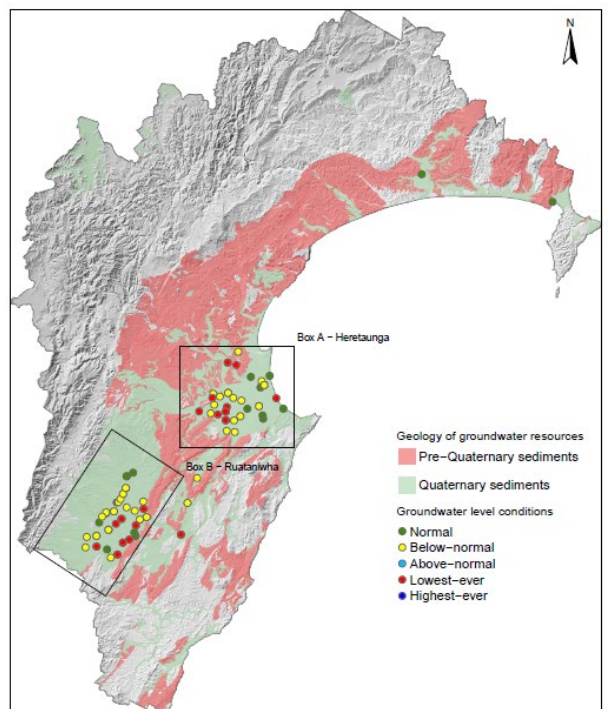 N
Box A – Heretaunga
Geology of groundwater resources
Pre–Quaternary sediments
Quaternary sediments
Box B – Ruataniwha
Groundwater level conditions
Normal
Below–normal
Above–normal
Lowest–ever
Highest–ever